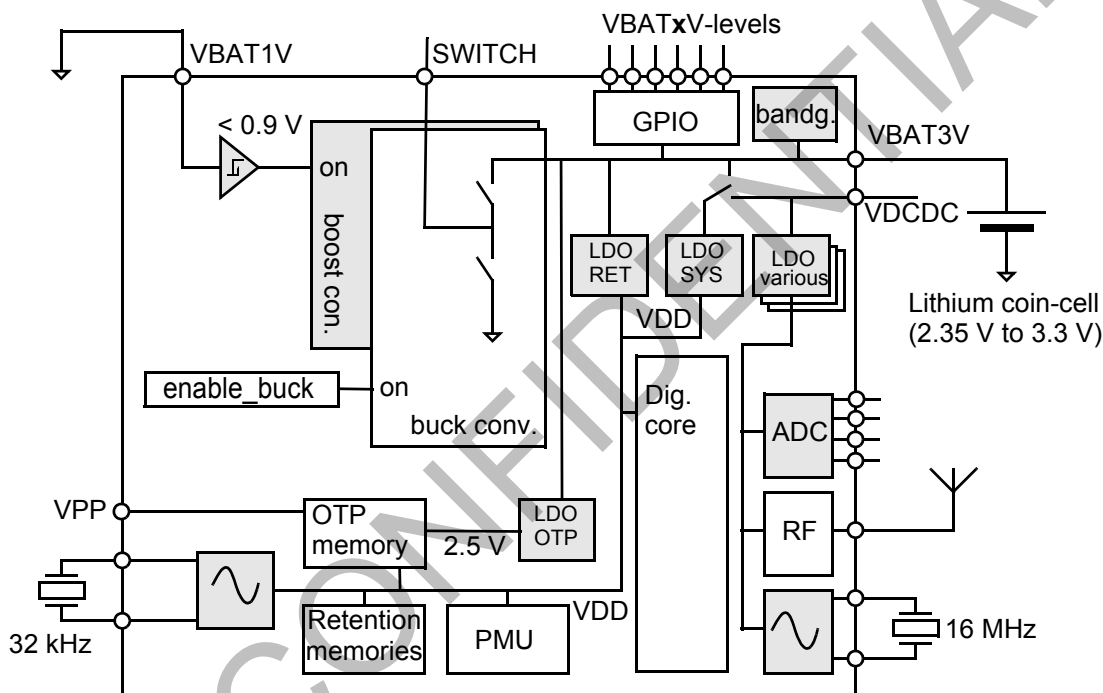 VBATxV-levels
VBAT1V
SWITCH
< 0.9 V
GPIO
bandg.
VBAT3V
on
boost con.
VDCDC
LDO
RET
LDO
SYS
LDO
various
Lithium coin-cell
(2.35 V to 3.3 V)
VDD
enable_buck
on
buck conv.
Dig.
core
ADC
VPP
OTP
memory
2.5 V
LDO
OTP
RF
32 kHz
Retention
memories
PMU
VDD
16 MHz
CONFIDENTIAL